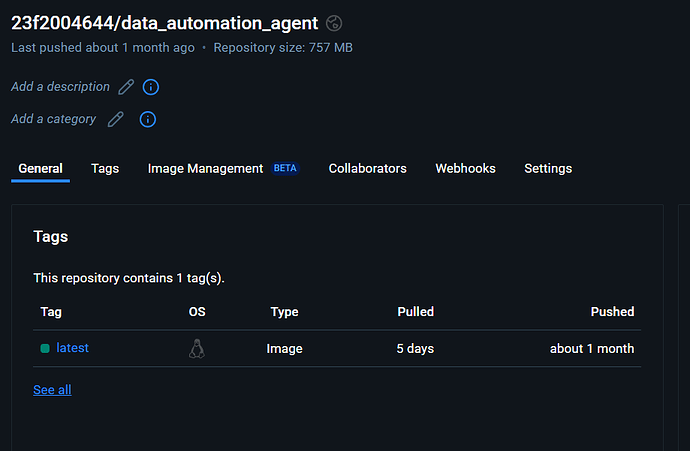 23f2004644/data_automation_agent
Last pushed about 1 month ago • Repository size: 757 MB
Add a description
Add a category
General Tags Image Management BETA Collaborators Webhooks Settings
Tags
This repository contains 1 tag(s).
Tag OS Type Pulled Pushed
latest Image 5 days about 1 month
See all